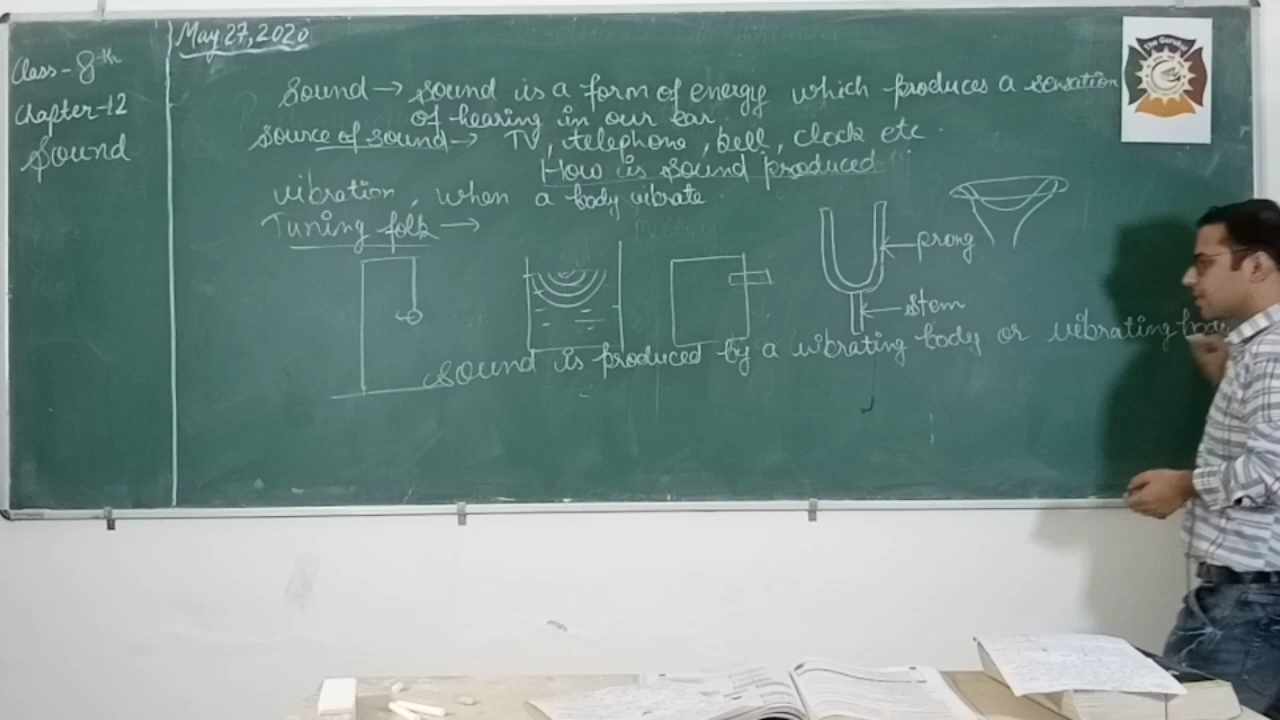 May 27, 2020
Class - 8th
Chapter-12
Sound
Sound → sound is a form of energy which produces a sensation
of hearing in our ear.
Source of sound → TV, telephone, bell, clock etc.
How is sound produced
vibration, when a body vibrate
Tuning folk →
prong
stem
sound is produced by a vibrating body or vibrating